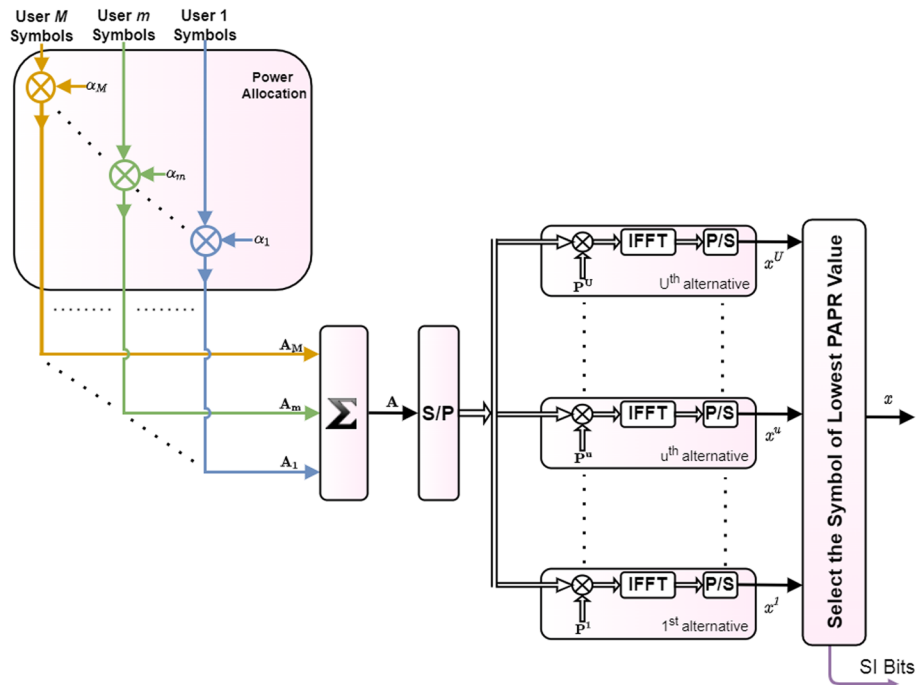 User M
Symbols
User m
Symbols
User 1
Symbols
Power
Allocation
α_M
α_m
α_1
A_M
A_m
A_1
Σ
A
S/P
P^U
IFFT
P/S
U^th alternative
x^U
P^u
IFFT
P/S
u^th alternative
x^u
P^1
IFFT
P/S
1^st alternative
x^1
Select the Symbol of Lowest PAPR Value
x
SI Bits